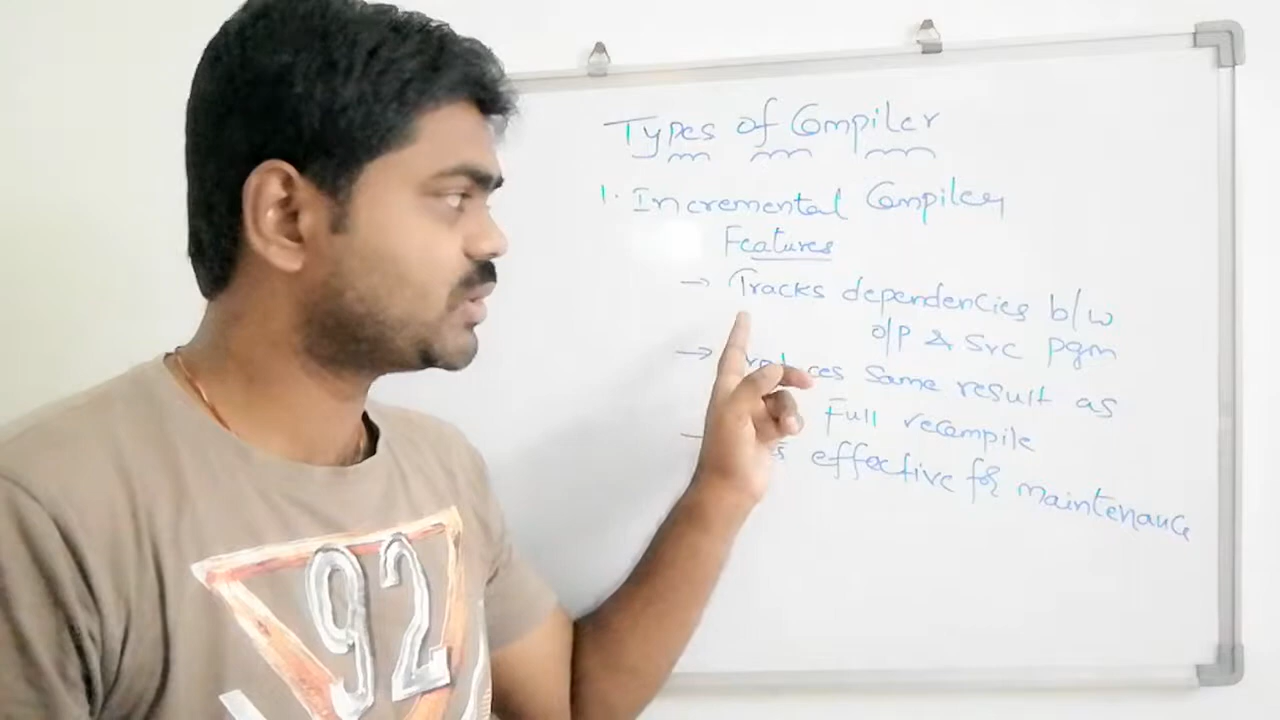 Types of Compiler
1. Incremental Compiler
Features
→ Tracks dependencies b/w
o/p & Src pgm
→ ces Same result as
Full recompile
effective for maintenance
92